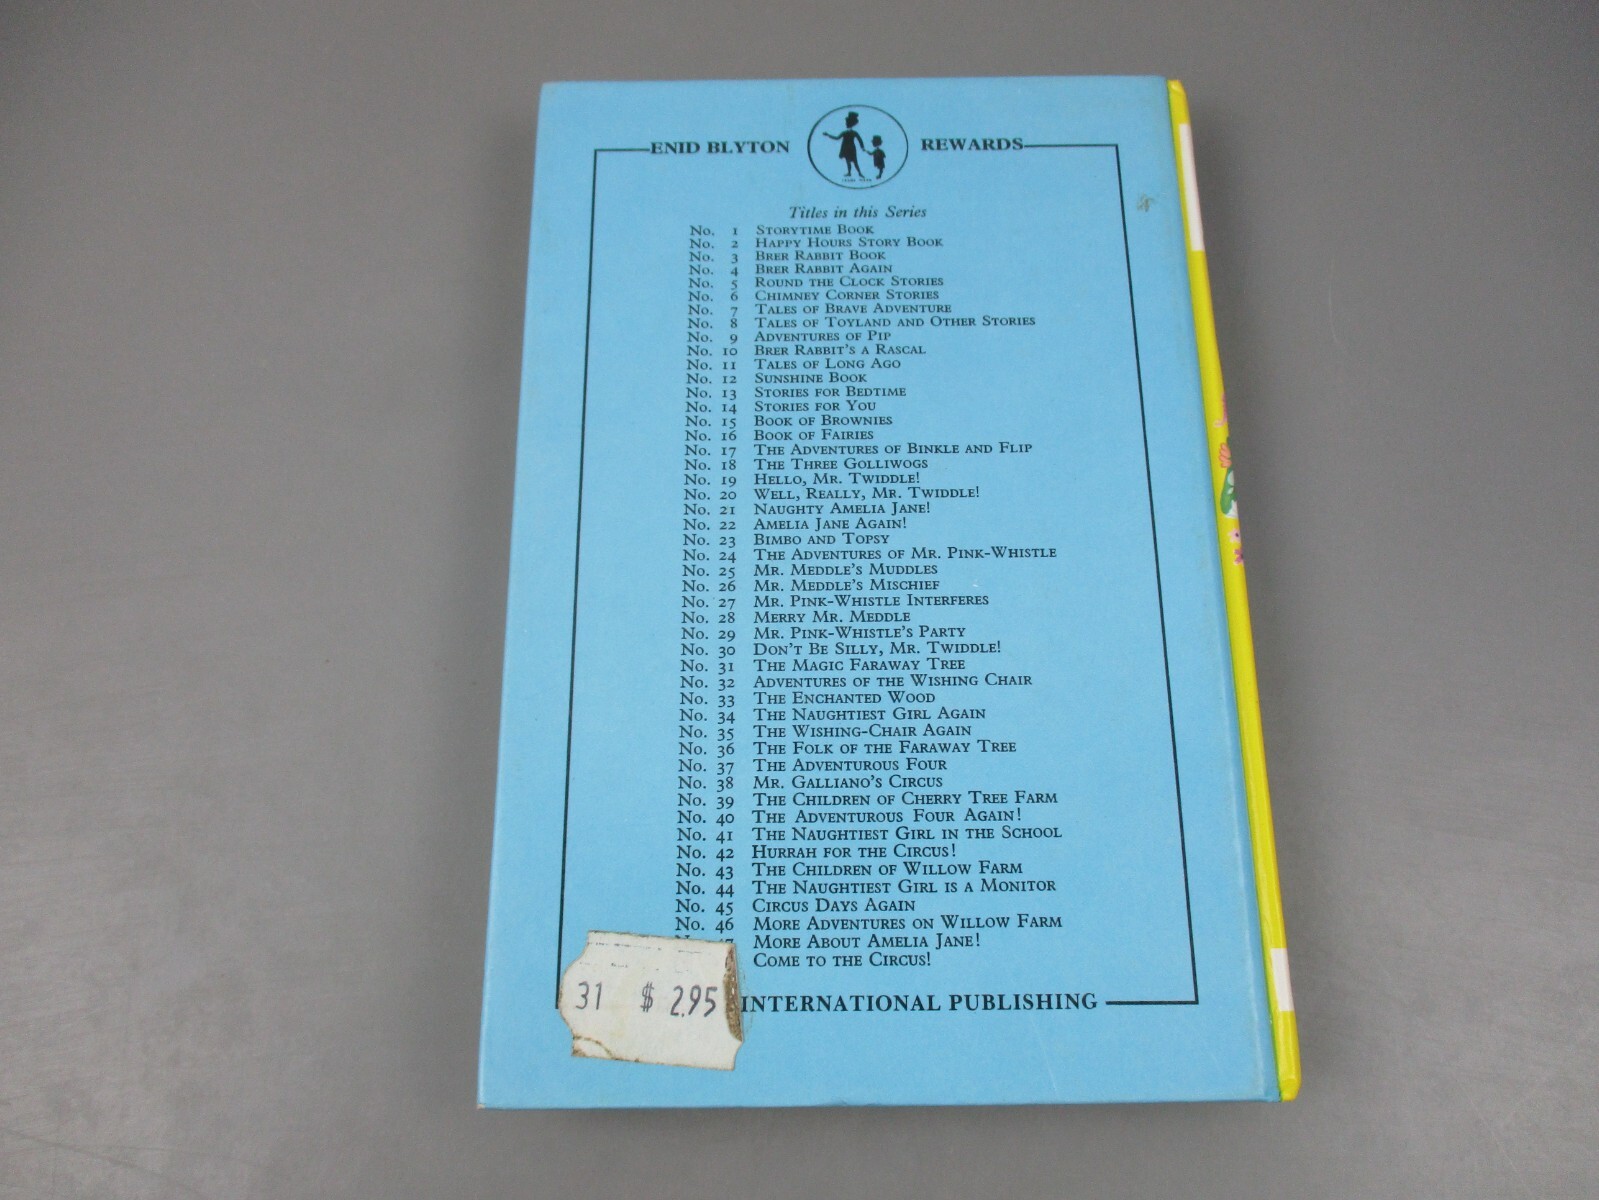 ENID BLYTON REWARDS
Titles in this Series
No. 1 STORYTIME BOOK
No. 2 HAPPY HOURS STORY BOOK
No. 3 BRER RABBIT BOOK
No. 4 BRER RABBIT AGAIN
No. 5 ROUND THE CLOCK STORIES
No. 6 CHIMNEY CORNER STORIES
No. 7 TALES OF BRAVE ADVENTURE
No. 8 TALES OF TOYLAND AND OTHER STORIES
No. 9 ADVENTURES OF PIP
No. 10 BRER RABBIT'S A RASCAL
No. 11 TALES OF LONG AGO
No. 12 SUNSHINE BOOK
No. 13 STORIES FOR BEDTIME
No. 14 STORIES FOR YOU
No. 15 BOOK OF BROWNIES
No. 16 BOOK OF FAIRIES
No. 17 THE ADVENTURES OF BINKLE AND FLIP
No. 18 THE THREE GOLLIWOGS
No. 19 HELLO, MR. TWIDDLE!
No. 20 WELL, REALLY, MR. TWIDDLE!
No. 21 NAUGHTY AMELIA JANE!
No. 22 AMELIA JANE AGAIN!
No. 23 BIMBO AND TOPSY
No. 24 THE ADVENTURES OF MR. PINK-WHISTLE
No. 25 MR. MEDDLE'S MUDDLES
No. 26 MR. MEDDLE'S MISCHIEF
No. 27 MR. PINK-WHISTLE INTERFERES
No. 28 MERRY MR. MEDDLE
No. 29 MR. PINK-WHISTLE'S PARTY
No. 30 DON'T BE SILLY, MR. TWIDDLE!
No. 31 THE MAGIC FARAWAY TREE
No. 32 ADVENTURES OF THE WISHING CHAIR
No. 33 THE ENCHANTED WOOD
No. 34 THE NAUGHTIEST GIRL AGAIN
No. 35 THE WISHING-CHAIR AGAIN
No. 36 THE FOLK OF THE FARAWAY TREE
No. 37 THE ADVENTUROUS FOUR
No. 38 MR. GALLIANO'S CIRCUS
No. 39 THE CHILDREN OF CHERRY TREE FARM
No. 40 THE ADVENTUROUS FOUR AGAIN!
No. 41 THE NAUGHTIEST GIRL IN THE SCHOOL
No. 42 HURRAH FOR THE CIRCUS!
No. 43 THE CHILDREN OF WILLOW FARM
No. 44 THE NAUGHTIEST GIRL IS A MONITOR
No. 45 CIRCUS DAYS AGAIN
No. 46 MORE ADVENTURES ON WILLOW FARM
MORE ABOUT AMELIA JANE!
COME TO THE CIRCUS!
INTERNATIONAL PUBLISHING
31 $ 2.95